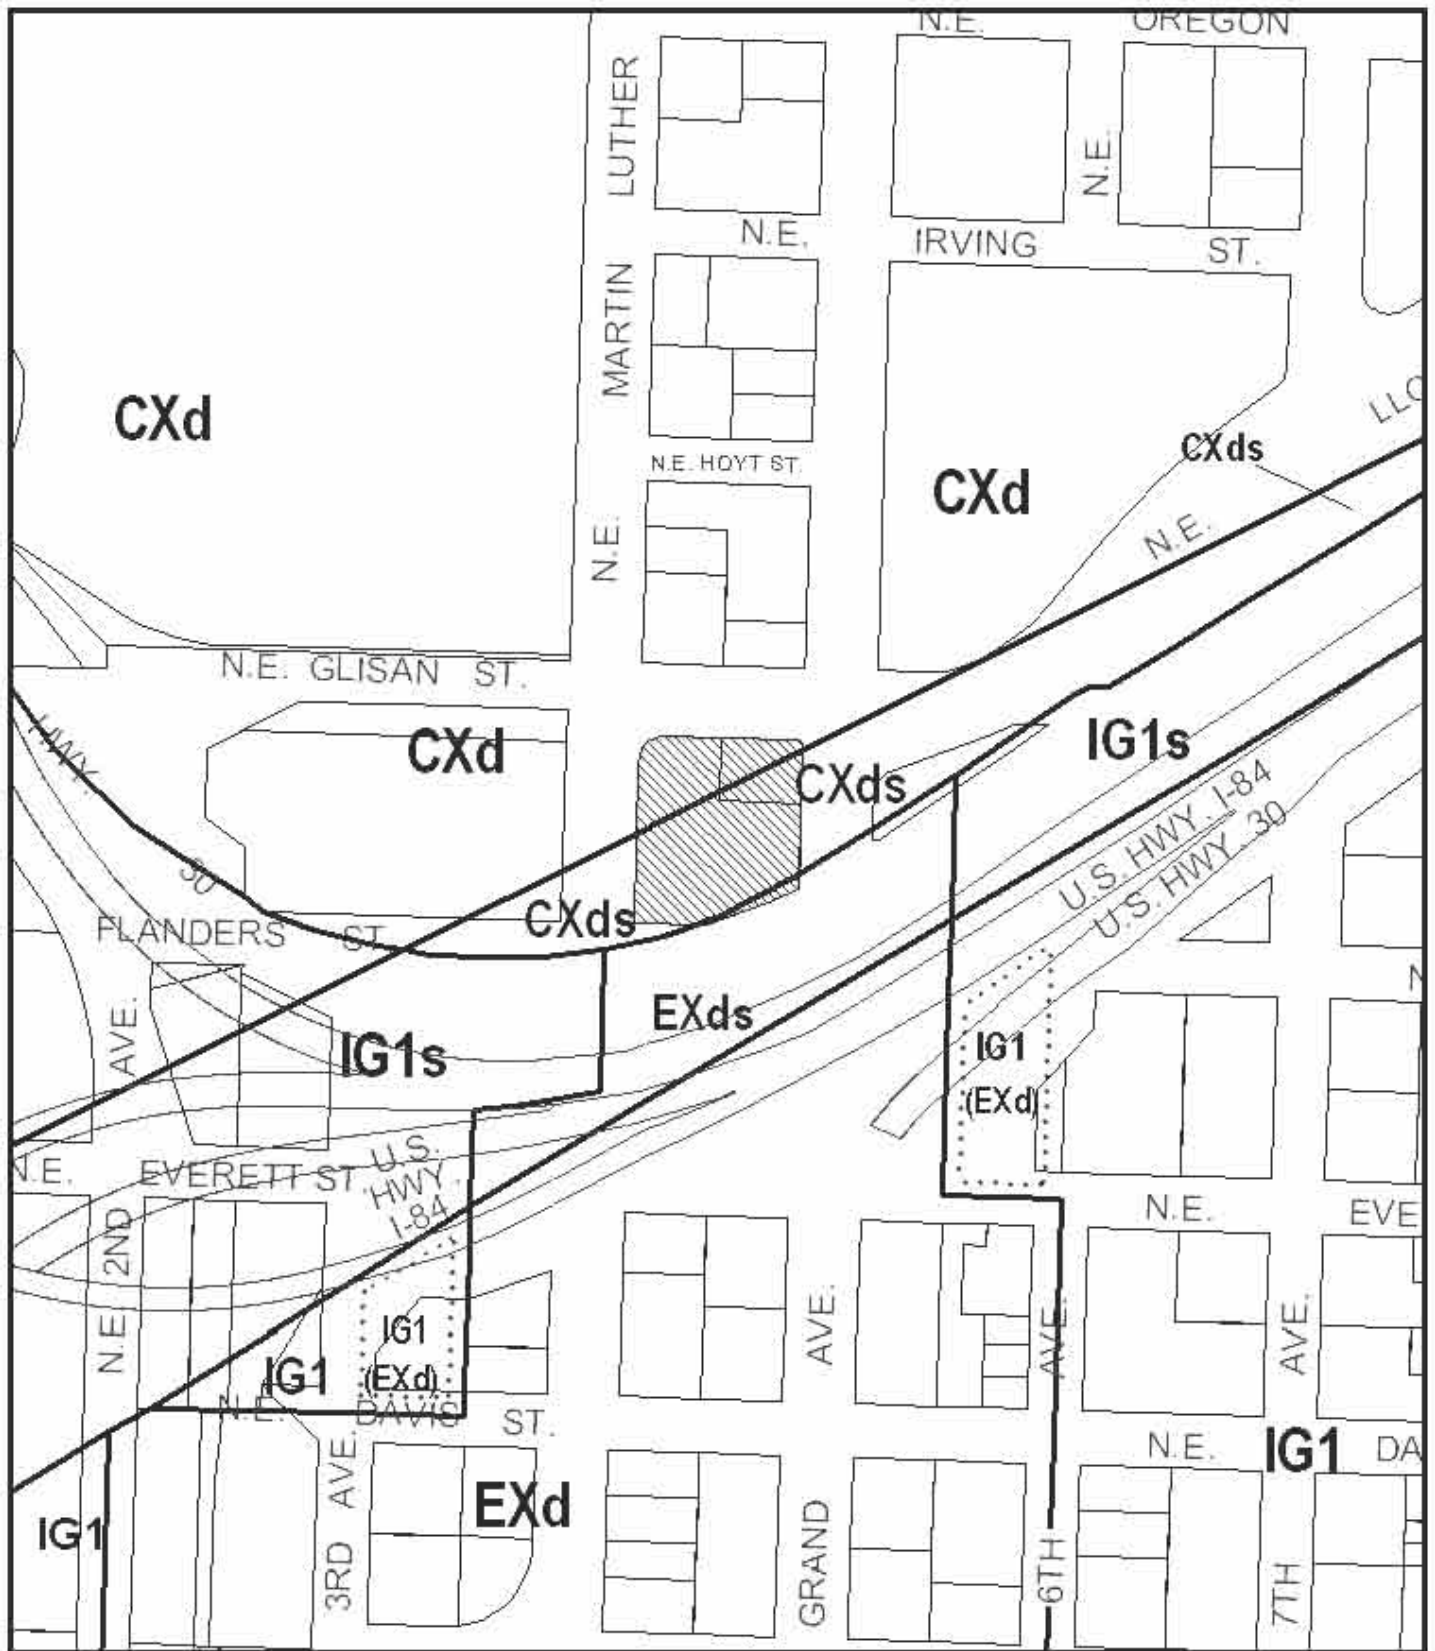 N.E. OREGON
LUTHER
N.E.
N.E. IRVING ST.
MARTIN
CXd
LLO
CXds
N.E. HOYT ST.
CXd
N.E.
N.E.
N.E. GLISAN ST.
HWY. 30
CXd
IG1s
CXds
U.S. HWY. I-84
U.S. HWY. 30
CXds
FLANDERS ST.
EXds
IG1s
AVE.
IG1
(EXd)
N.E. EVERETT ST.
U.S.
HWY.
I-84
N.E. EVE
N
N.E. 2ND
IG1
(EXd)
IG1
AVE.
AVE.
AVE.
N.E. DAVIS ST.
N.E. DA
IG1
EXd
IG1
3RD AVE.
GRAND
6TH
7TH